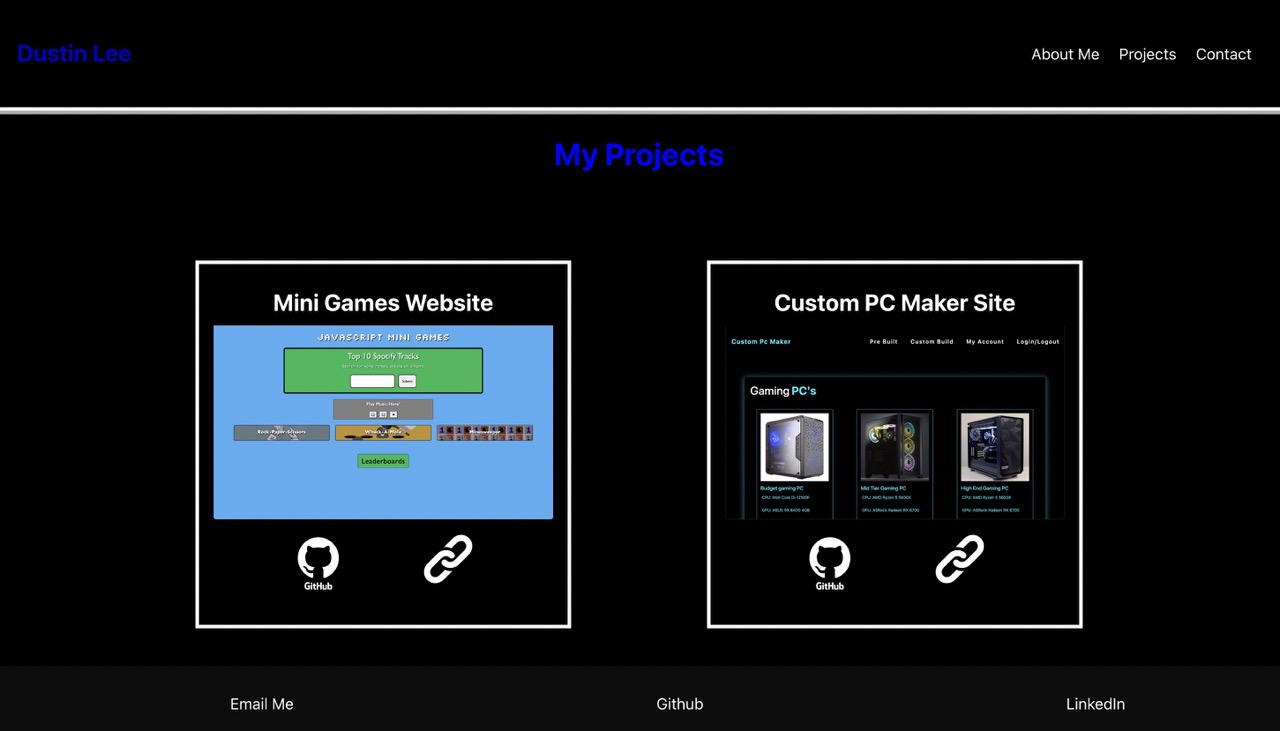 Dustin Lee
About Me Projects Contact
My Projects
Mini Games Website
JAVASCRIPT MINI GAMES
Top 10 Spotify Tracks
Submit
Play Music Here!
Rock-Paper-Scissors Whack-A-Mole Minesweeper
Leaderboards
GitHub
Custom PC Maker Site
Custom Pc Maker
Pre Built Custom Build My Account Login/Logout
Gaming PC's
Budget gaming PC
CPU: Intel Core i3-12100F
GPU: ASUS RX 6400 4GB
Mid Tier Gaming PC
CPU: AMD Ryzen 5 5600X
GPU: ASRock Radeon RX 6700
High End Gaming PC
CPU: AMD Ryzen 5 5600X
GPU: ASRock Radeon RX 6700
GitHub
Email Me
Github
LinkedIn